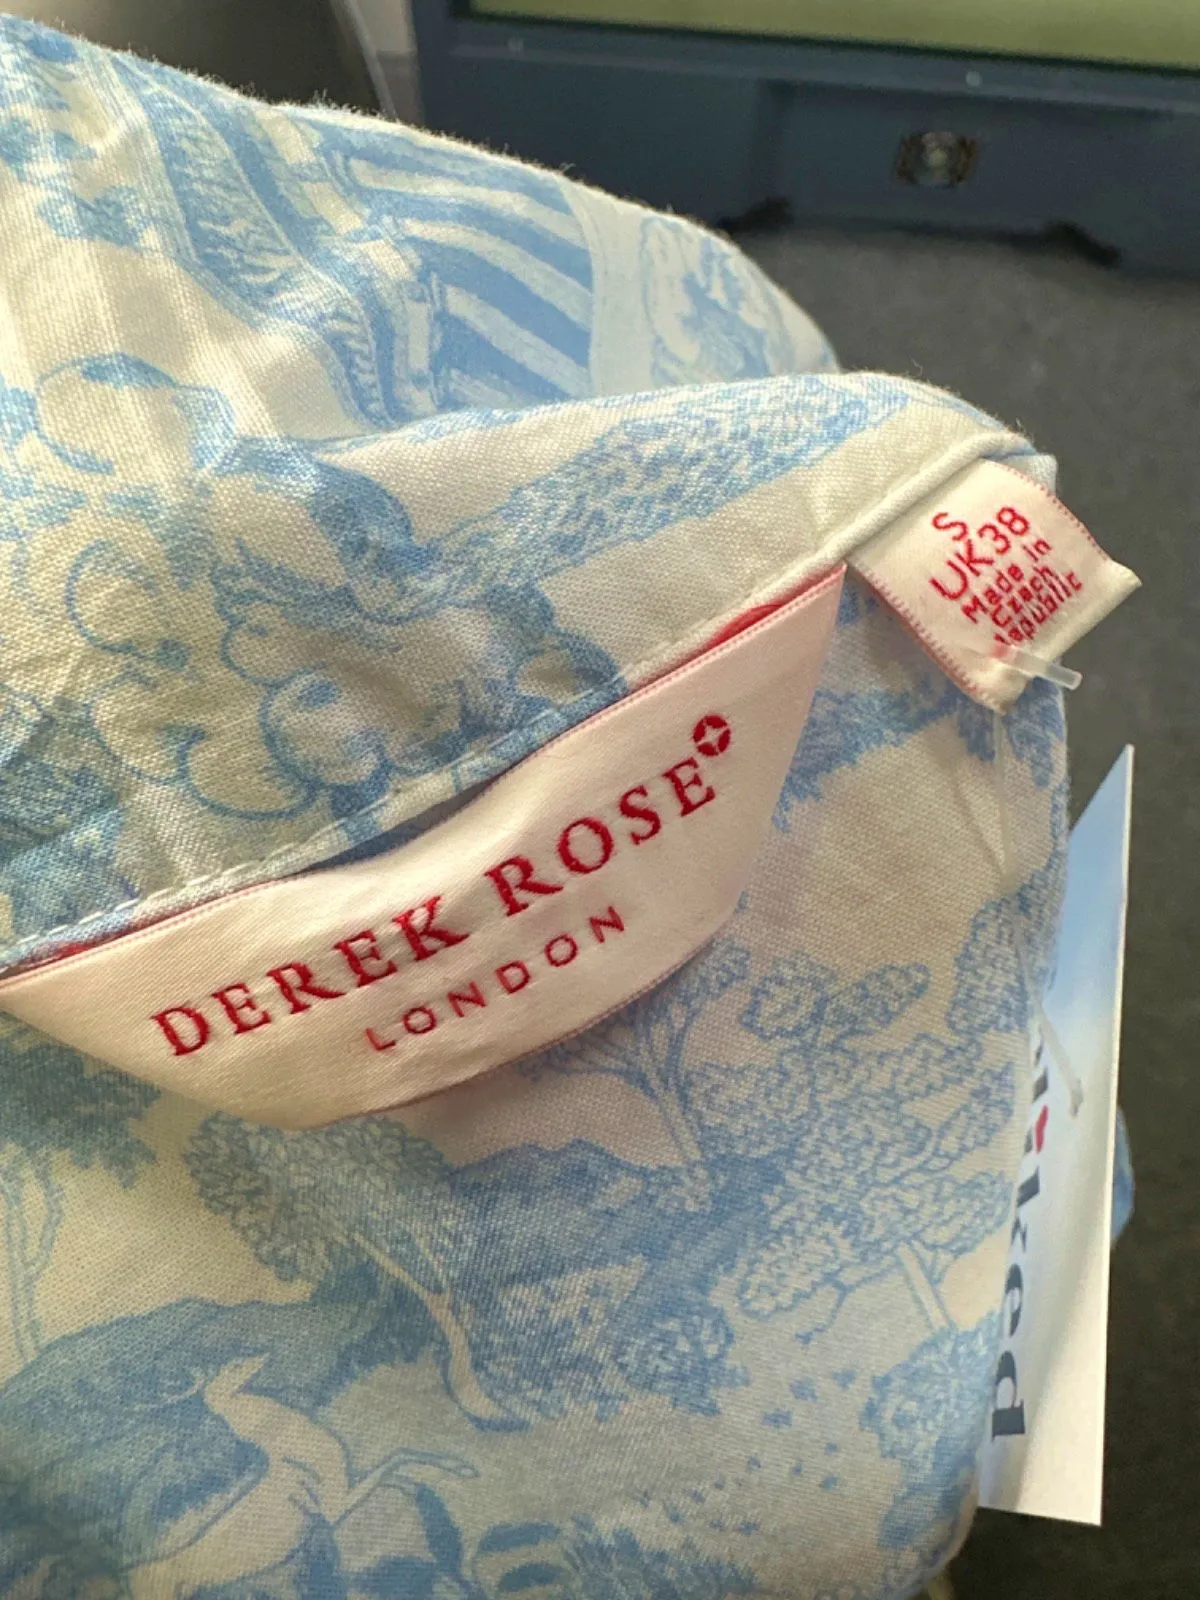 S
UK38
Made in
Czech
republic
DEREK ROSE
LONDON